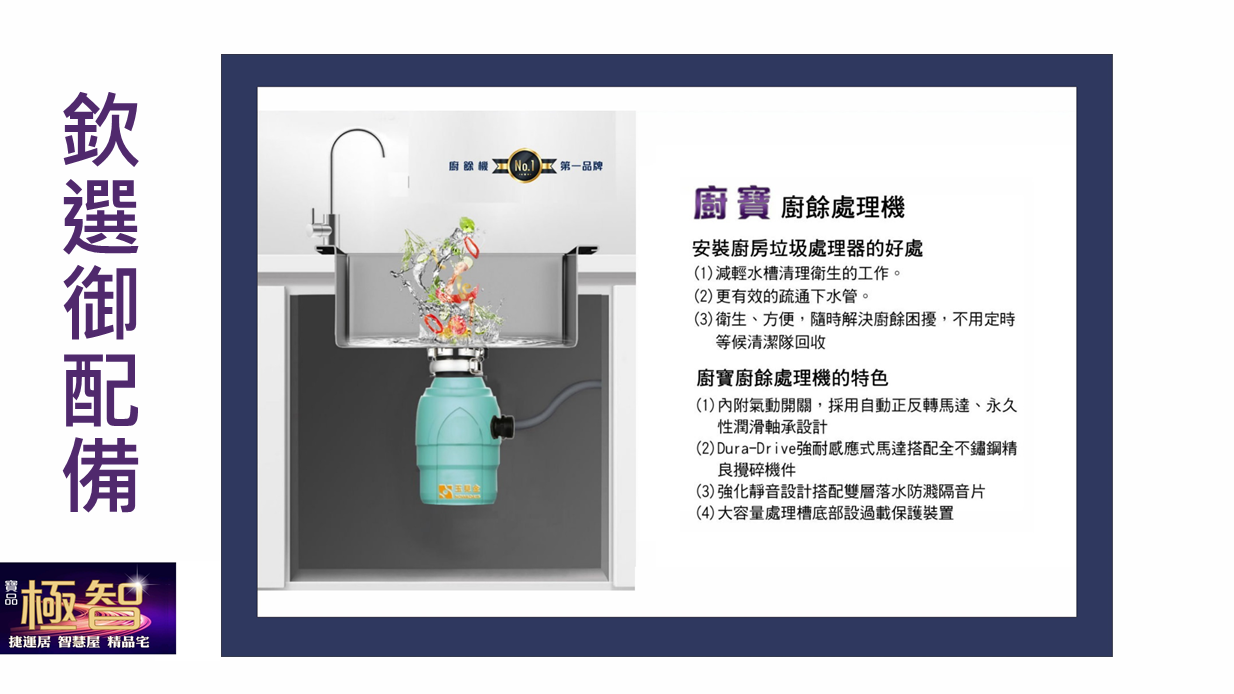 欽選御配備
廚餘機 No.1 第一品牌
廚寶 廚餘處理機
安裝廚房垃圾處理器的好處
(1)減輕水槽清理衛生的工作。
(2)更有效的疏通下水管。
(3)衛生、方便，隨時解決廚餘困擾，不用定時
等候清潔隊回收
廚寶廚餘處理機的特色
(1)內附氣動開關，採用自動正反轉馬達、永久
性潤滑軸承設計
(2)Dura-Drive強耐感應式馬達搭配全不鏽鋼精
良攪碎機件
(3)強化靜音設計搭配雙層落水防濺隔音片
(4)大容量處理槽底部設過載保護裝置
寶品
極智
捷運居 智慧屋 精品宅